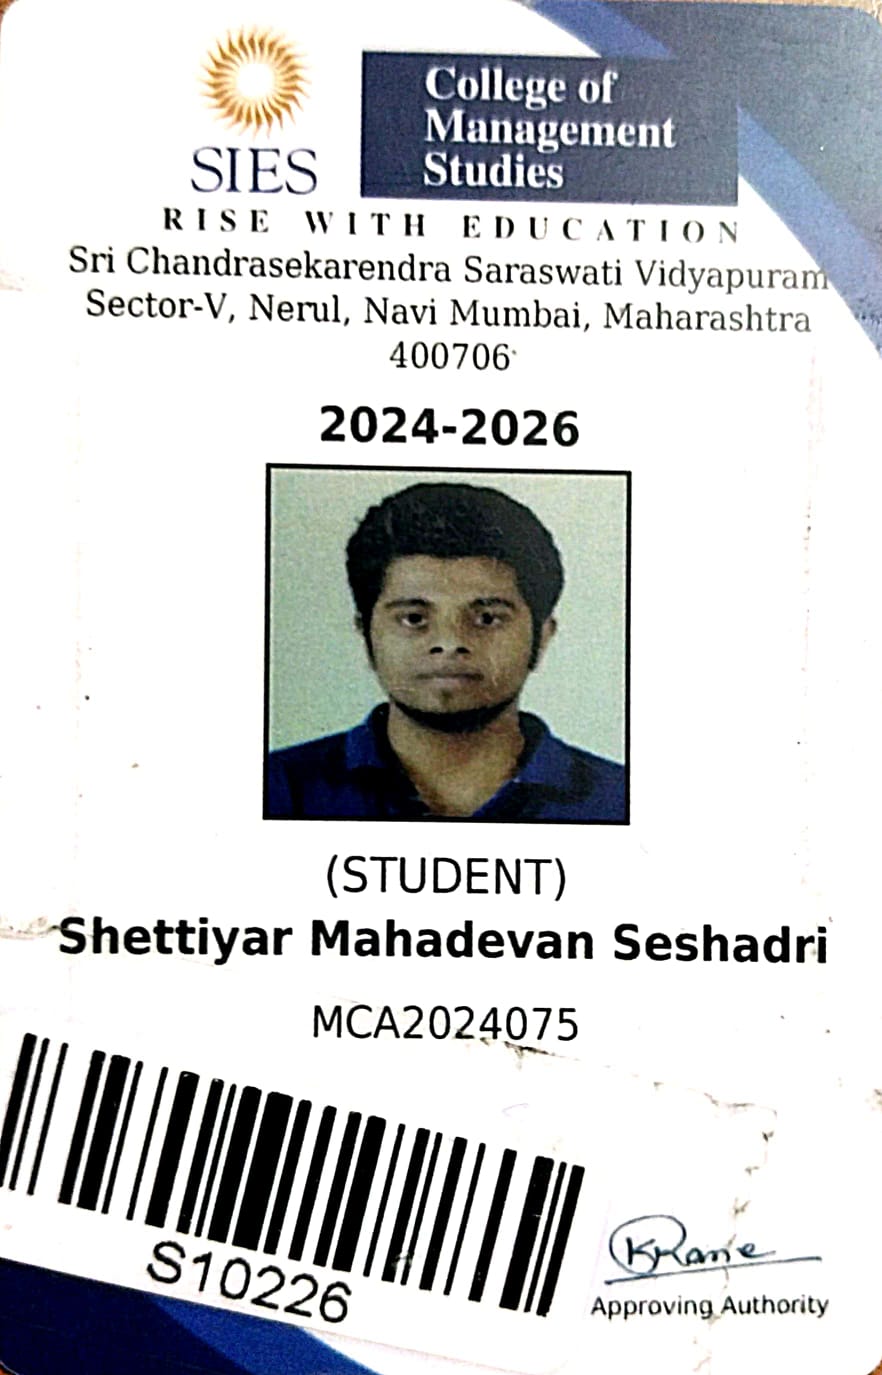 SIES
College of
Management
Studies
RISE WITH EDUCATION
Sri Chandrasekarendra Saraswati Vidyapuram
Sector-V, Nerul, Navi Mumbai, Maharashtra
400706
2024-2026
(STUDENT)
Shettiyar Mahadevan Seshadri
MCA2024075
S10226
KRane
Approving Authority